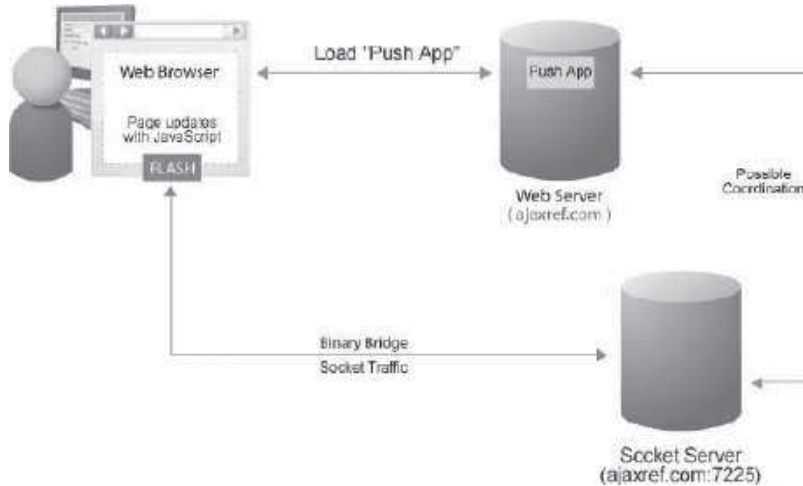 Load "Push App"
Web Browser
Push App
Page updates
with JavaScript
FLASH
Possible
Coordination
Web Server
( ajaxref.com )
Binary Bridge
Socket Traffic
Socket Server
(ajaxref.com:7225)